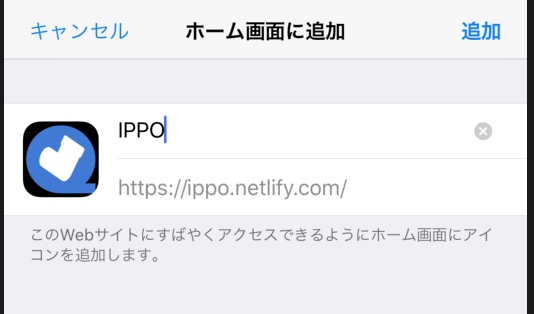 キャンセル ホーム画面に追加 追加
IPPO
https://ippo.netlify.com/
このWebサイトにすばやくアクセスできるようにホーム画面にアイ
コンを追加します。